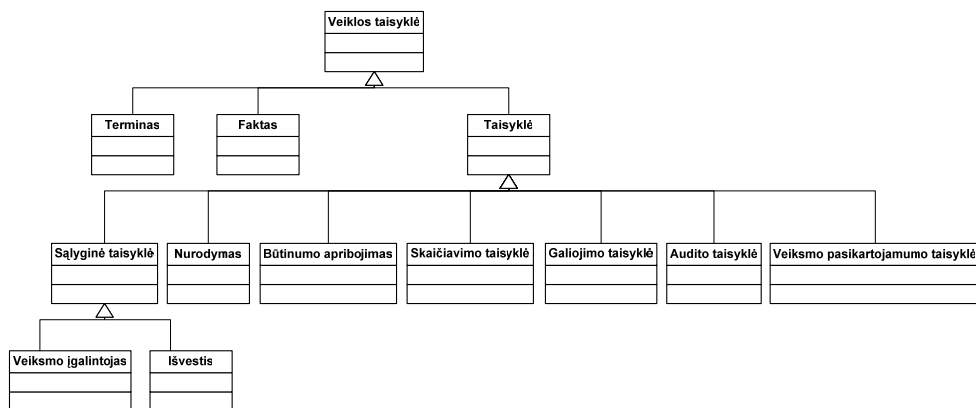 Veiklos taisyklė
Terminas
Faktas
Taisyklė
Sąlyginė taisyklė
Nurodymas
Būtinumo apribojimas
Skaičiavimo taisyklė
Galiojimo taisyklė
Audito taisyklė
Veiksmo pasikartojamumo taisyklė
Veiksmo įgalintojas
Išvestis